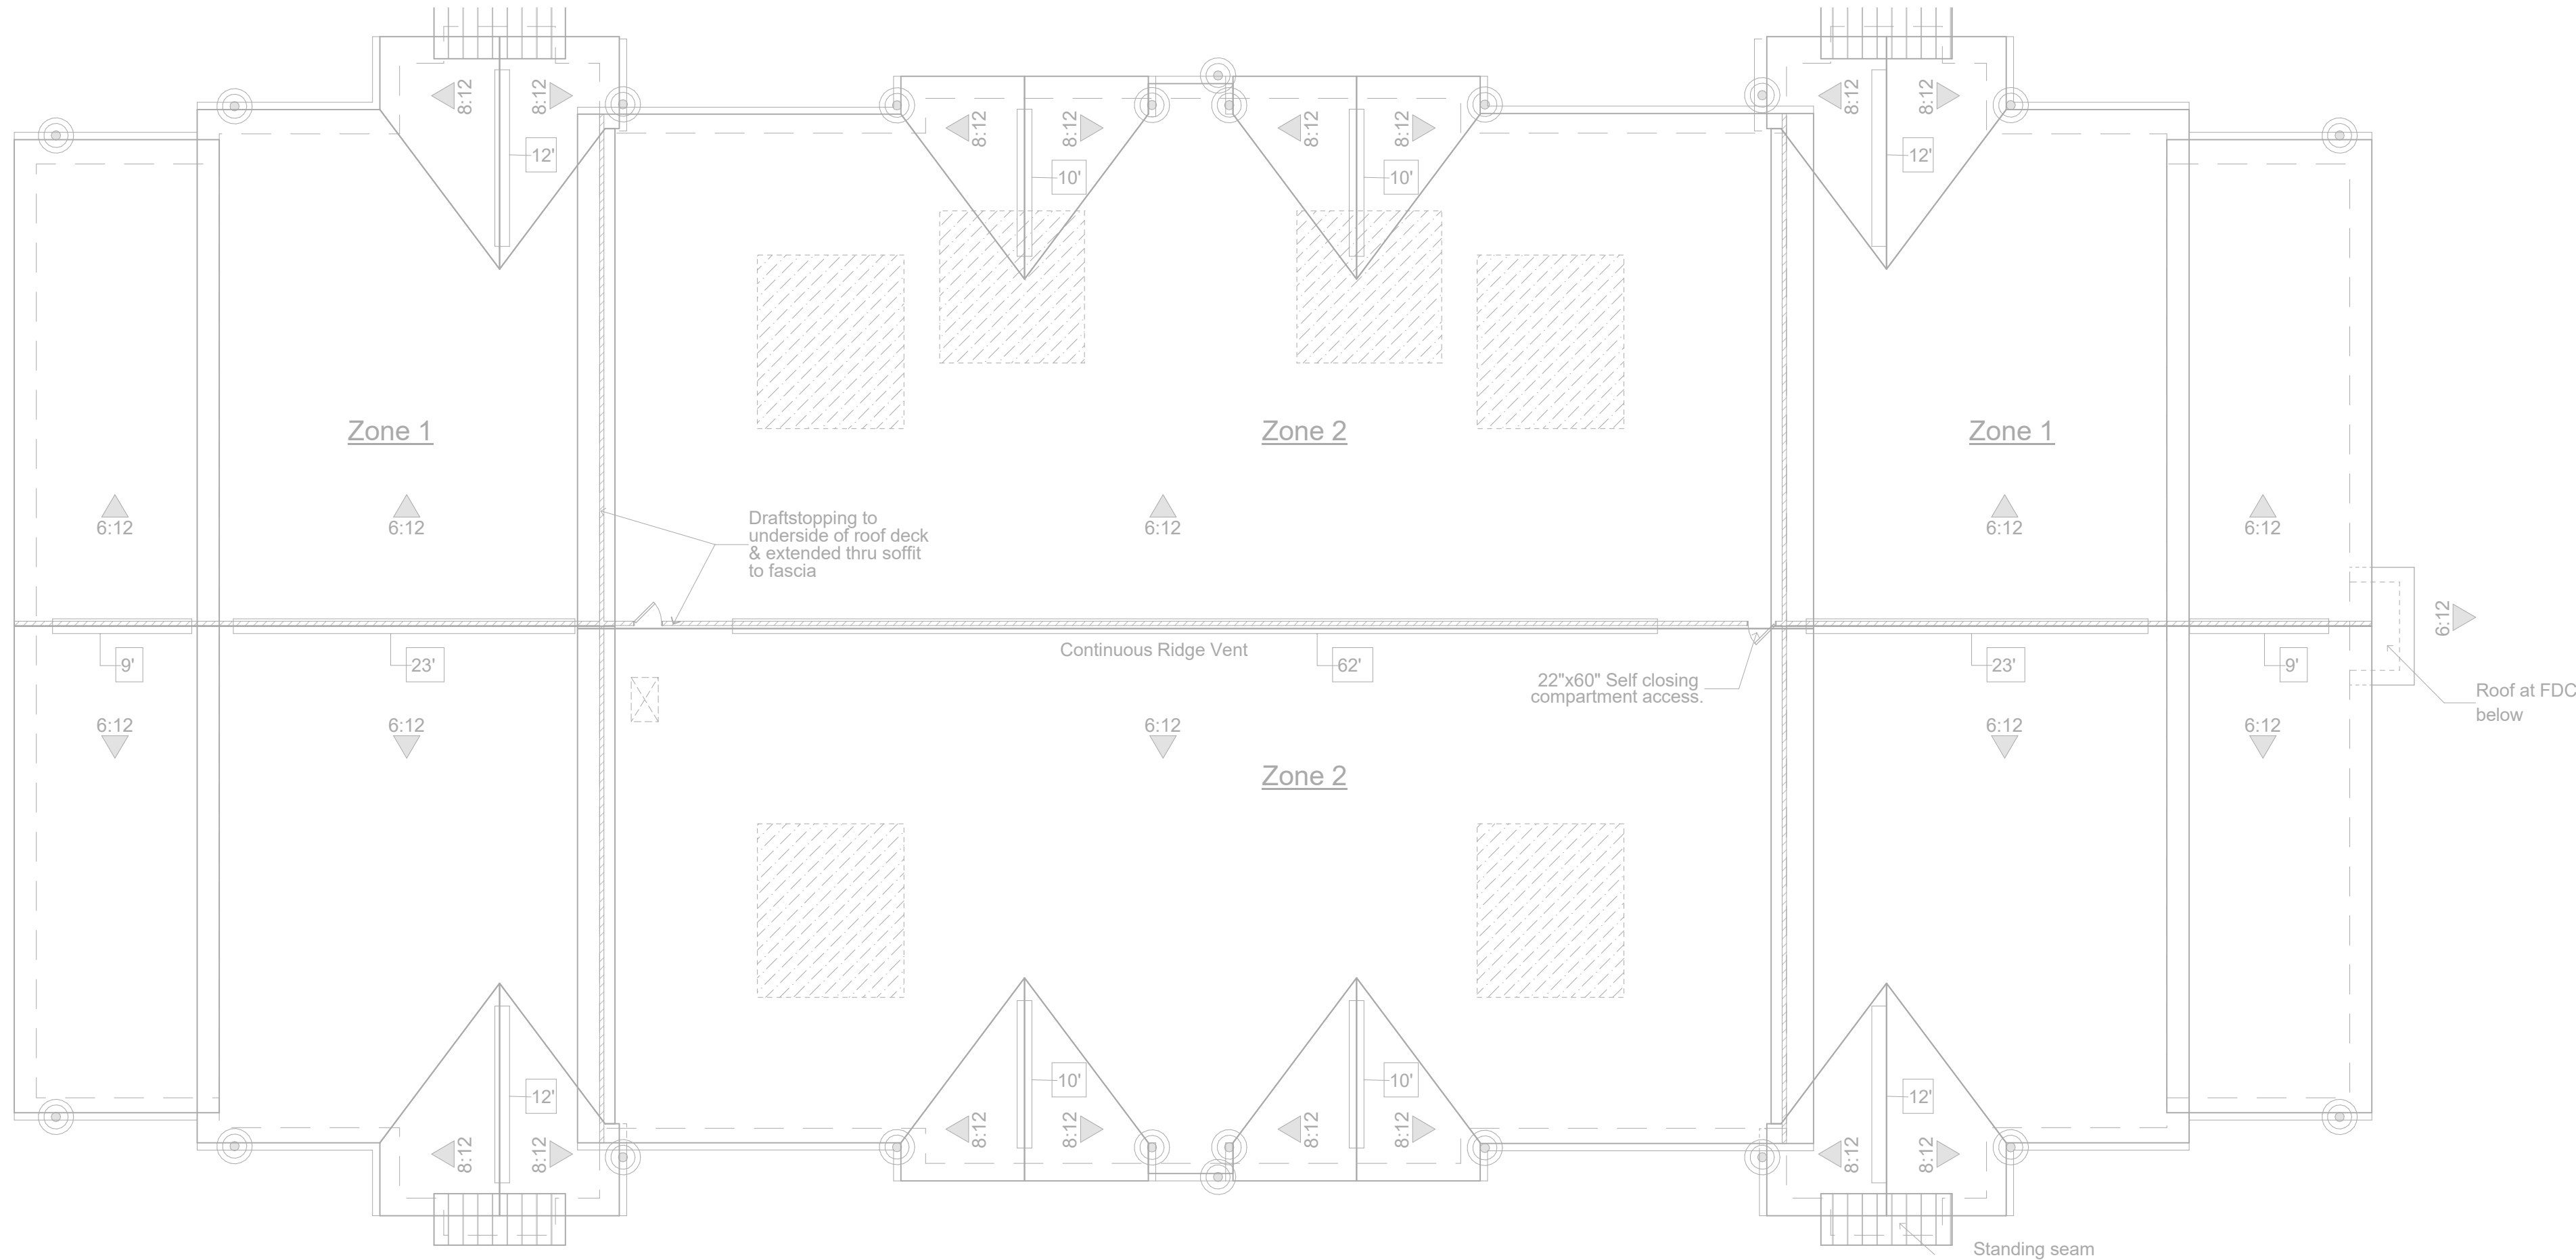 8:12
8:12
12'
8:12
8:12
10'
8:12
8:12
10'
8:12
8:12
12'
Zone 1
Zone 2
Zone 1
6:12
6:12
6:12
6:12
6:12
Draftstopping to
underside of roof deck
& extended thru soffit
to fascia
6:12
9'
23'
Continuous Ridge Vent
62'
23'
9'
22"x60" Self closing
compartment access.
Roof at FDC
below
6:12
6:12
6:12
6:12
6:12
Zone 2
12'
8:12
8:12
10'
8:12
8:12
10'
8:12
8:12
12'
8:12
8:12
Standing seam